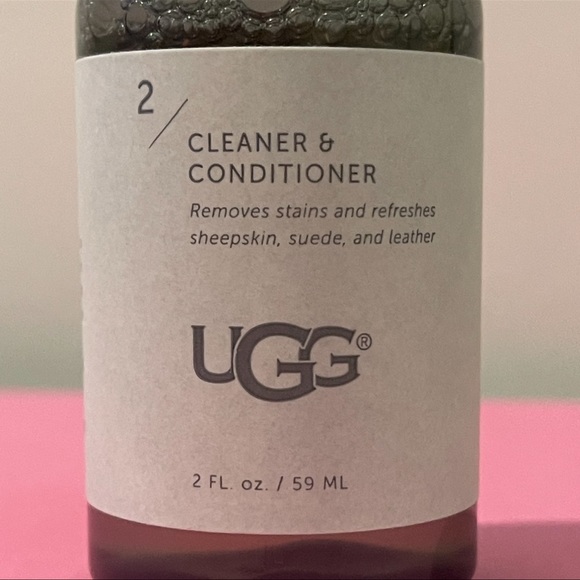 2 /
CLEANER &
CONDITIONER
Removes stains and refreshes
sheepskin, suede, and leather
UGG®
2 FL. oz. / 59 ML